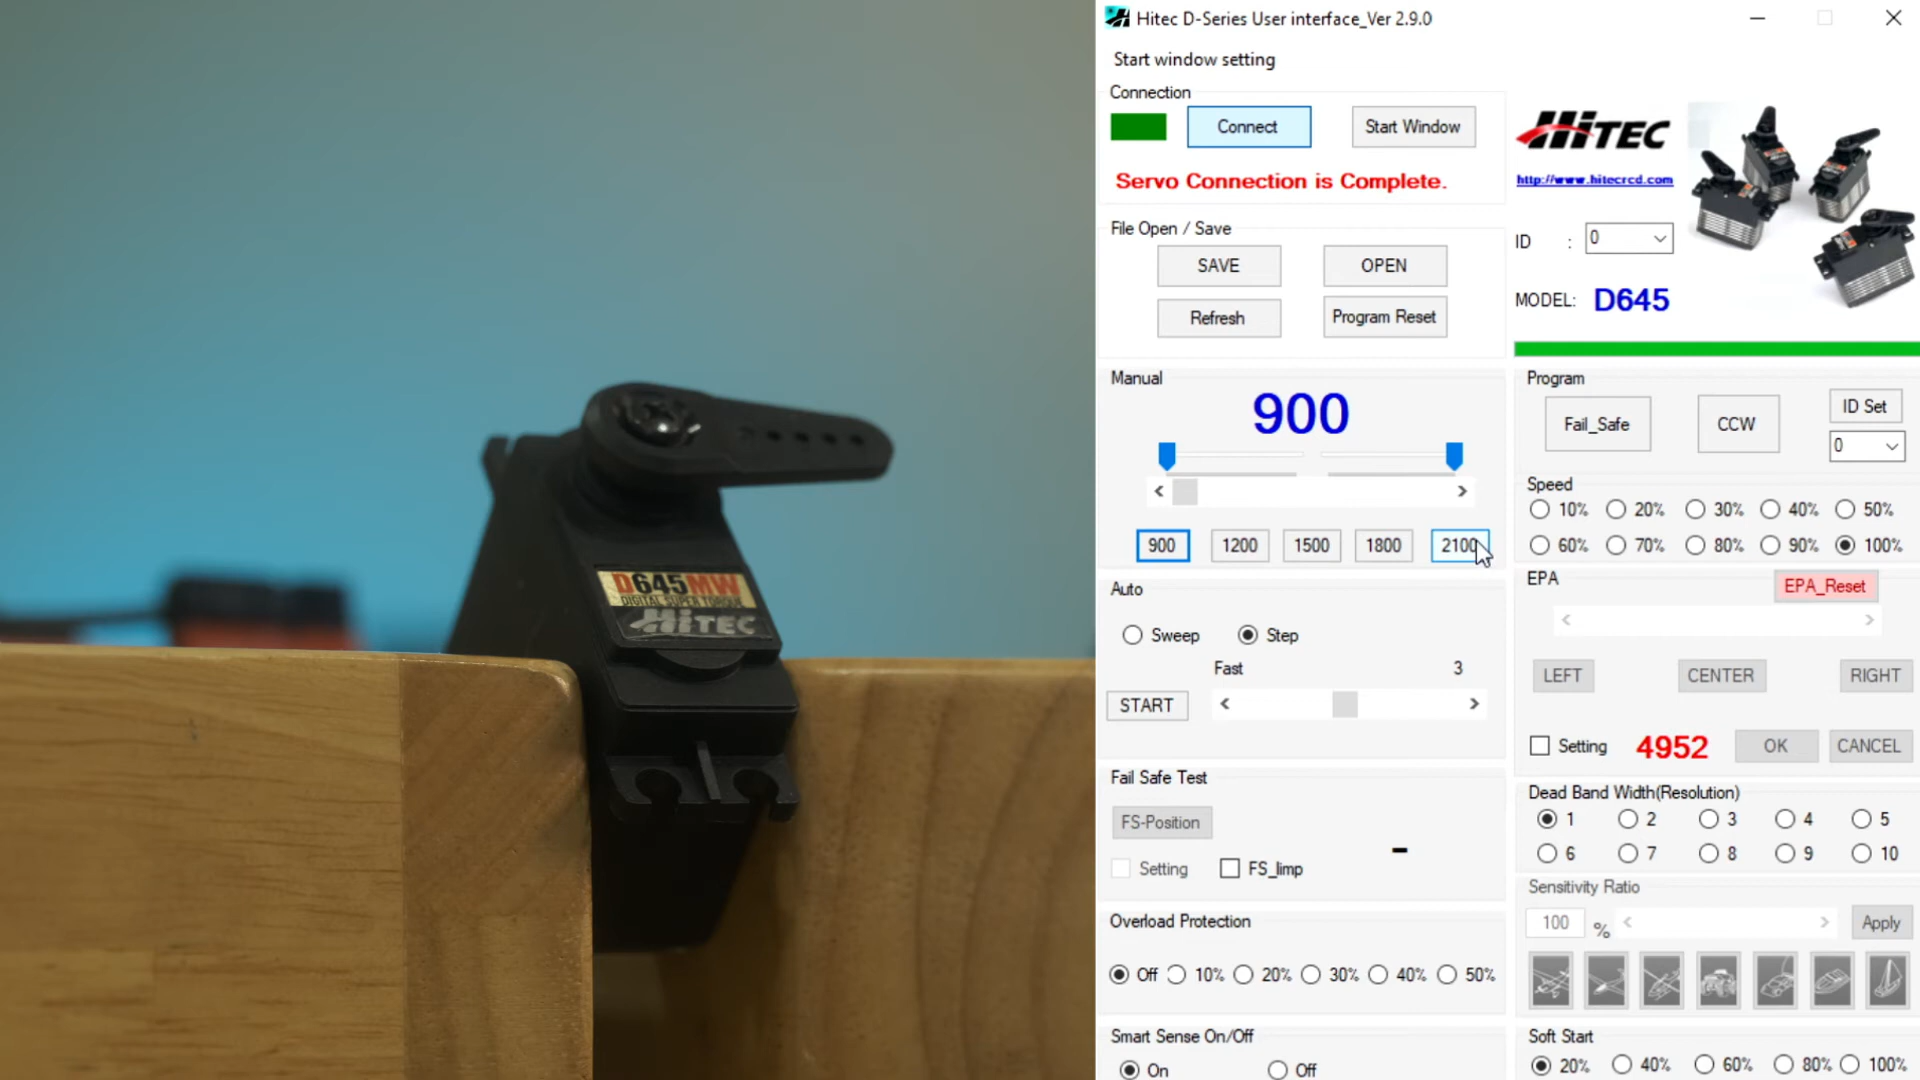 D645MW
DIGITAL SUPER TORQUE
HiTEC
Hitec D-Series User interface_Ver 2.9.0
Start window setting
Connection
Connect
Start Window
Servo Connection is Complete.
File Open / Save
SAVE
OPEN
Refresh
Program Reset
HiTEC
http://www.hitecrcd.com
ID : 0
MODEL: D645
Manual
900
900 1200 1500 1800 2100
Auto
Sweep Step
Fast 3
START
Fail Safe Test
FS-Position
-
Setting FS_limp
Overload Protection
Off 10% 20% 30% 40% 50%
Smart Sense On/Off
On Off
Program
Fail_Safe
CCW
ID Set
0
Speed
10% 20% 30% 40% 50%
60% 70% 80% 90% 100%
EPA
EPA_Reset
LEFT CENTER RIGHT
Setting 4952 OK CANCEL
Dead Band Width(Resolution)
1 2 3 4 5
6 7 8 9 10
Sensitivity Ratio
100 % Apply
Soft Start
20% 40% 60% 80% 100%